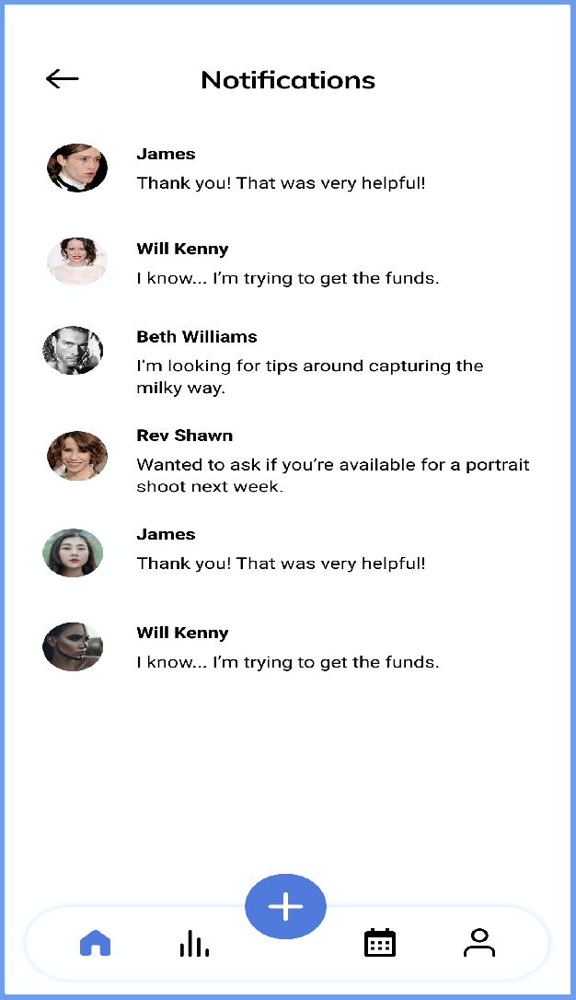 Notifications
James
Thank you! That was very helpful!
Will Kenny
I know... I’m trying to get the funds.
Beth Williams
I’m looking for tips around capturing the
milky way.
Rev Shawn
Wanted to ask if you’re available for a portrait
shoot next week.
James
Thank you! That was very helpful!
Will Kenny
I know... I’m trying to get the funds.